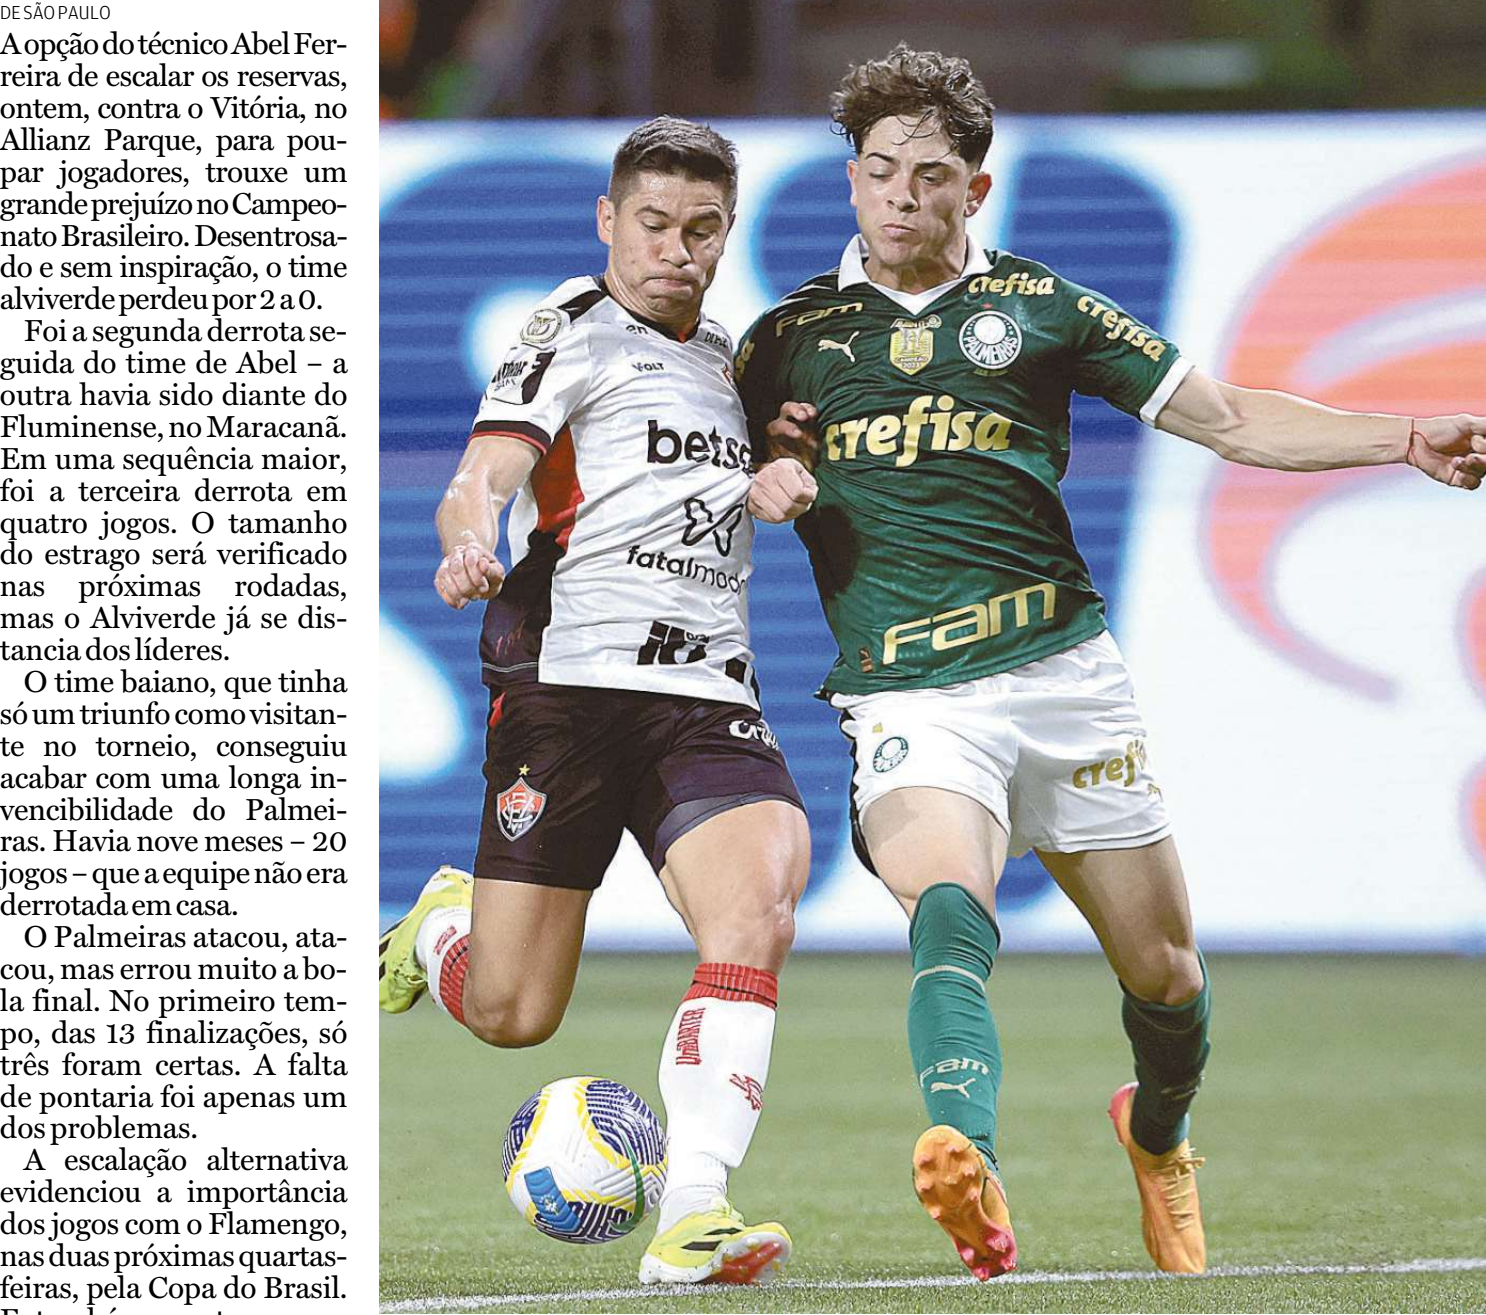 DE SÃO PAULO
A opção do técnico Abel Fer-
reira de escalar os reservas,
ontem, contra o Vitória, no
Allianz Parque, para pou-
par jogadores, trouxe um
grande prejuízo no Campeo-
nato Brasileiro. Desentrosa-
do e sem inspiração, o time
alviverde perdeu por 2 a 0.
Foi a segunda derrota se-
guida do time de Abel – a
outra havia sido diante do
Fluminense, no Maracanã.
Em uma sequência maior,
foi a terceira derrota em
quatro jogos. O tamanho
do estrago será verificado
nas próximas rodadas,
mas o Alviverde já se dis-
tancia dos líderes.
O time baiano, que tinha
só um triunfo como visitan-
te no torneio, conseguiu
acabar com uma longa in-
vencibilidade do Palmei-
ras. Havia nove meses – 20
jogos – que a equipe não era
derrotada em casa.
O Palmeiras atacou, ata-
cou, mas errou muito a bo-
la final. No primeiro tem-
po, das 13 finalizações, só
três foram certas. A falta
de pontaria foi apenas um
dos problemas.
A escalação alternativa
evidenciou a importância
dos jogos com o Flamengo,
nas duas próximas quartas-
feiras, pela Copa do Brasil.
VOLT
fatalmod
UniBARTER
crefisa
crefisa
fam
PALMEIRAS
crefisa
fam
fam